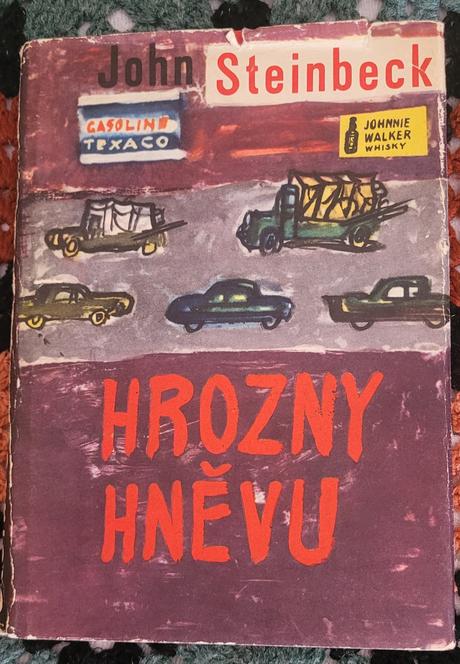 John Steinbeck
GASOLINE
TEXACO
JOHNNIE
WALKER
WHISKY
HROZNY
HNĚVU